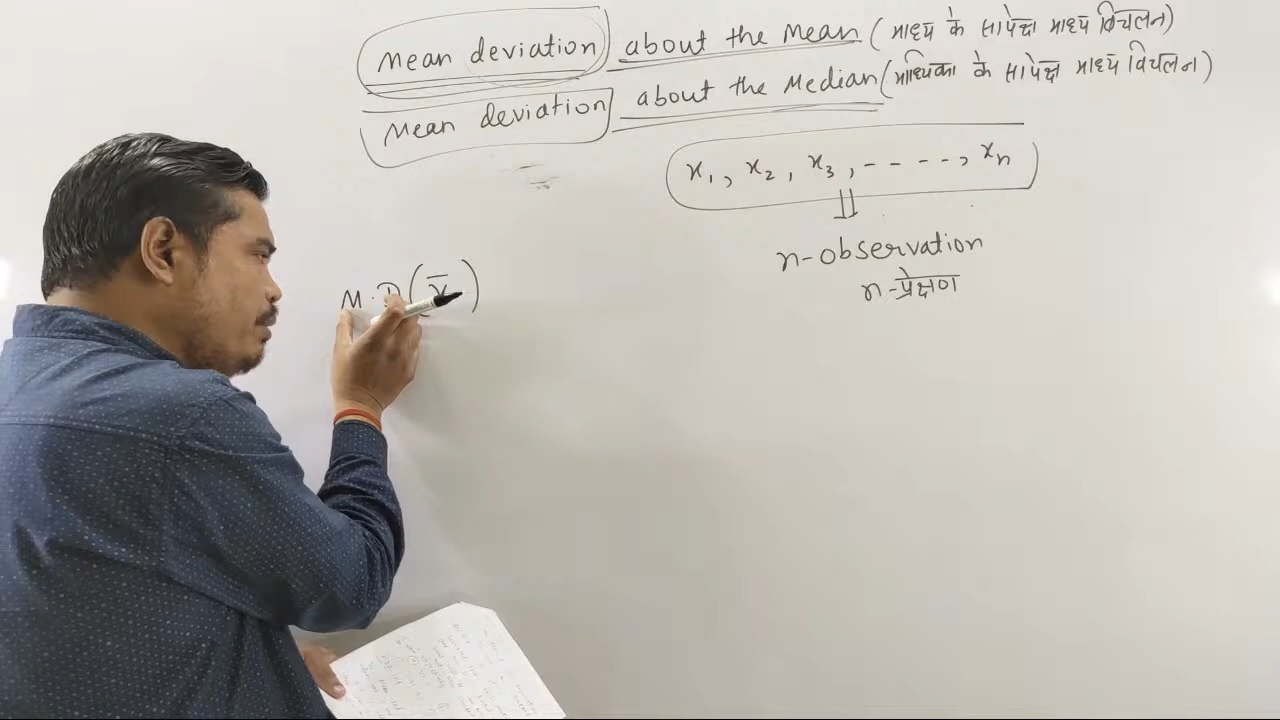 mean deviation about the Mean (माध्य के सापेक्ष माध्य विचलन)
Mean deviation about the Median (माध्यिका के सापेक्ष माध्य विचलन)
x₁, x₂, x₃, - - - -, xₙ
n-observation
n-प्रेक्षण
M.D (x̅)